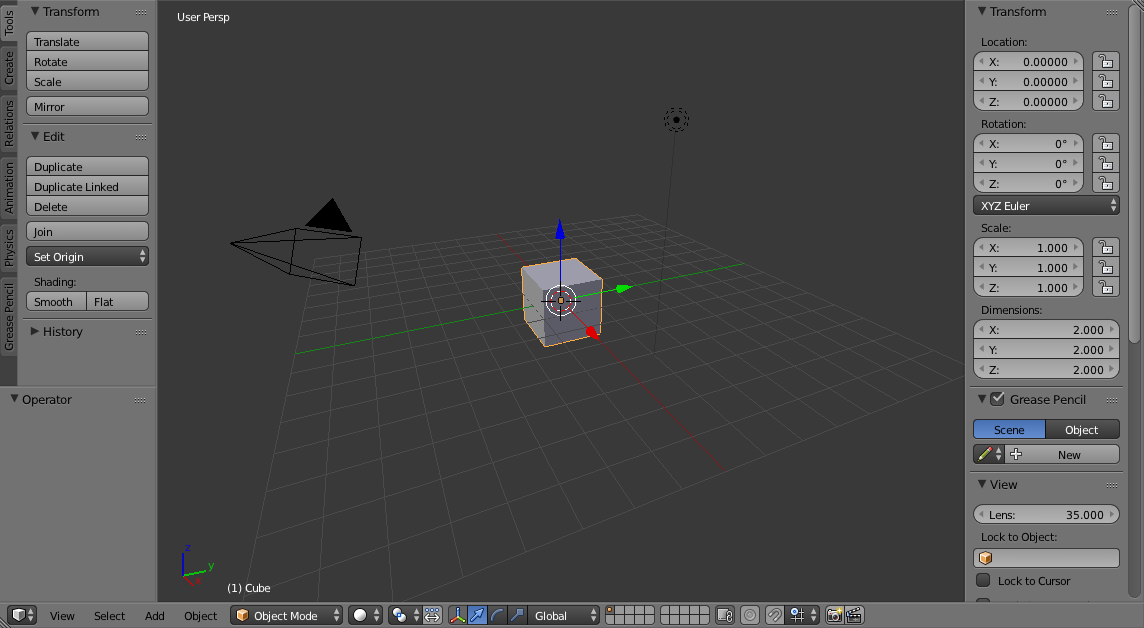 Tools
Create
Relations
Animation
Physics
Grease Pencil
Transform
Translate
Rotate
Scale
Mirror
Edit
Duplicate
Duplicate Linked
Delete
Join
Set Origin
Shading:
Smooth Flat
History
Operator
User Persp
z
y
x
(1) Cube
Transform
Location:
X: 0.00000
Y: 0.00000
Z: 0.00000
Rotation:
X: 0°
Y: 0°
Z: 0°
XYZ Euler
Scale:
X: 1.000
Y: 1.000
Z: 1.000
Dimensions:
X: 2.000
Y: 2.000
Z: 2.000
Grease Pencil
Scene Object
New
View
Lens: 35.000
Lock to Object:
Lock to Cursor
View Select Add Object Object Mode Global